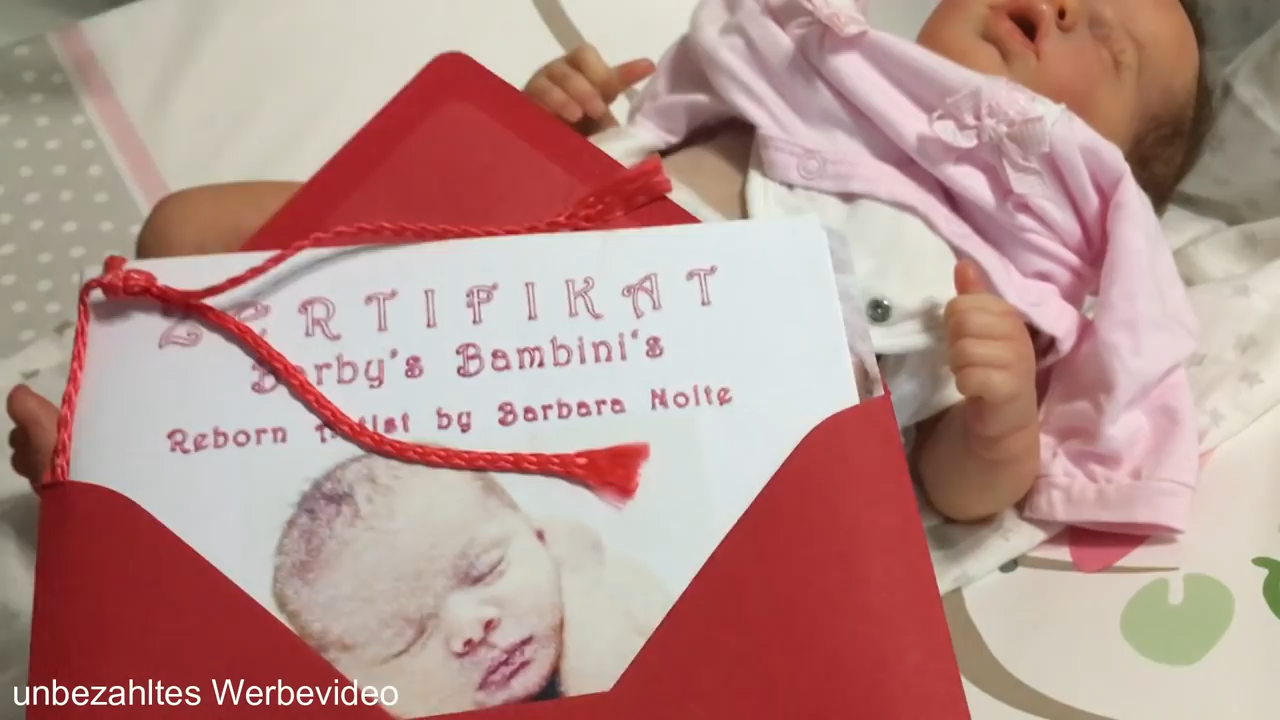 ZERTIFIKAT
Barby's Bambini's
Reborn Artist by Barbara Nolte
unbezahltes Werbevideo